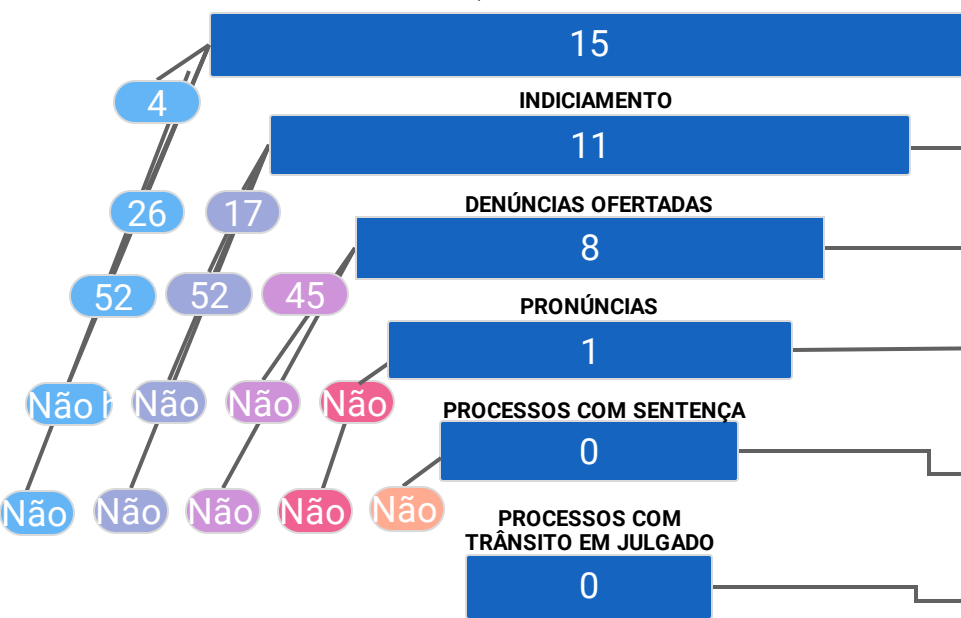 15
4
INDICIAMENTO
11
26
17
DENÚNCIAS OFERTADAS
8
52
52
45
PRONÚNCIAS
1
Não
Não
Não
Não
PROCESSOS COM SENTENÇA
0
Não
Não
Não
Não
Não
PROCESSOS COM
TRÂNSITO EM JULGADO
0